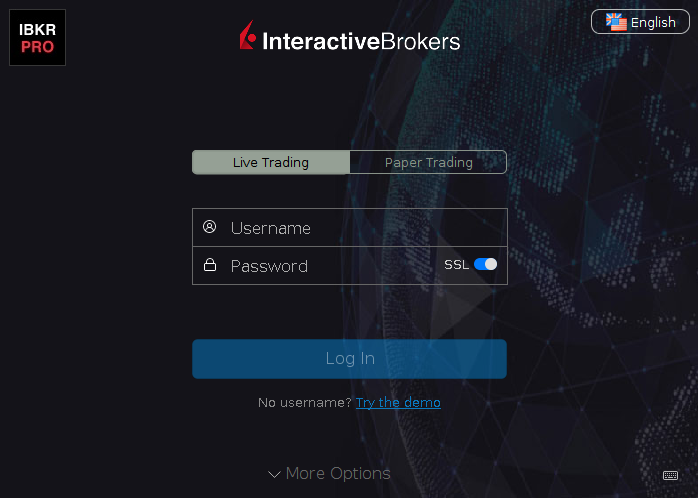 IBKR
PRO
InteractiveBrokers
English
Live Trading
Paper Trading
Username
Password
SSL
Log In
No username? Try the demo
More Options